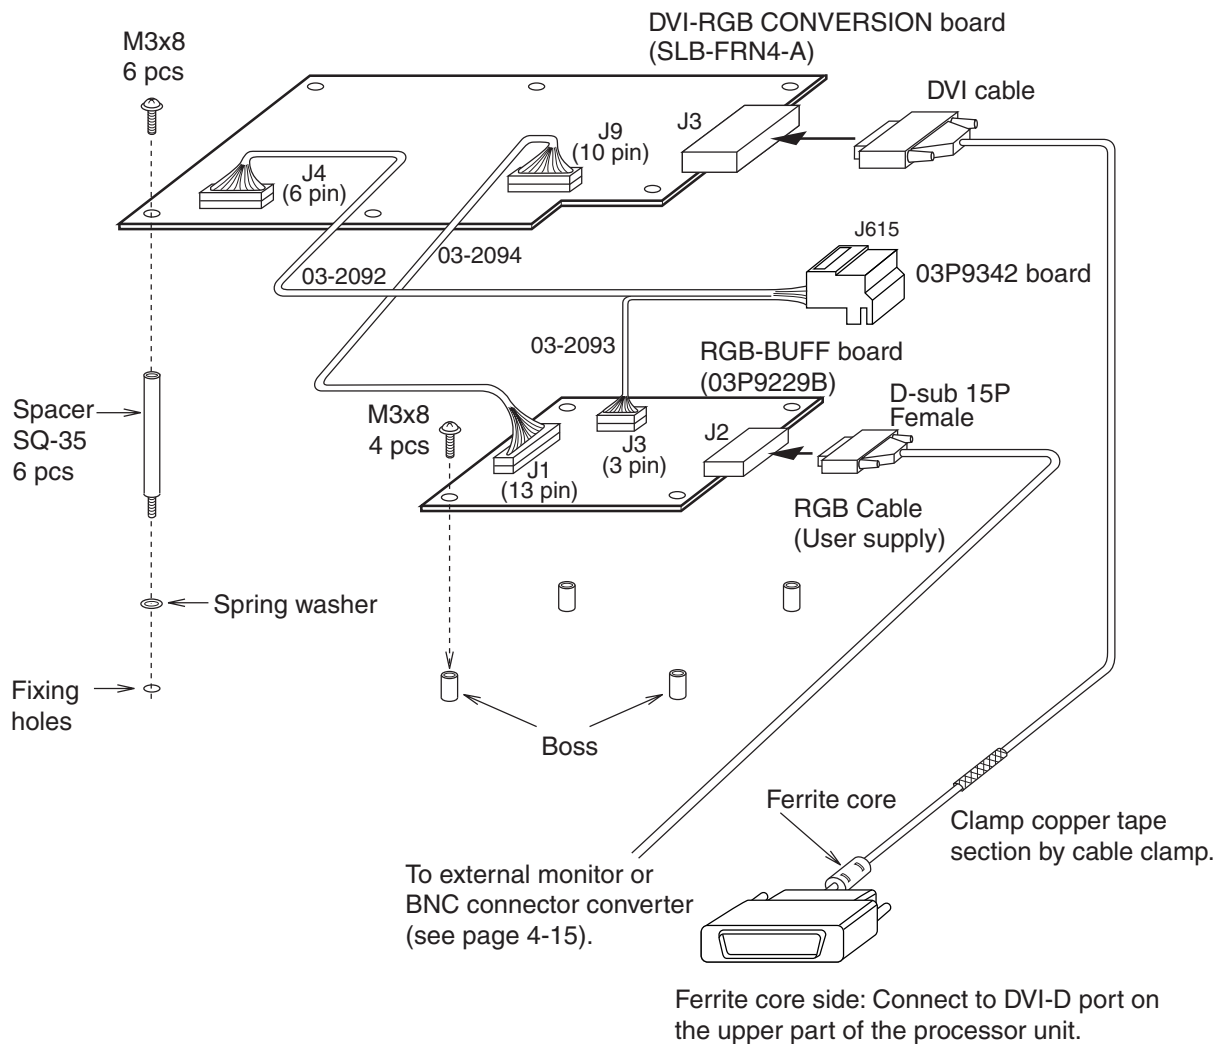 DVI-RGB CONVERSION board
(SLB-FRN4-A)
M3x8
6 pcs
DVI cable
J3
J9
(10 pin)
J4
(6 pin)
J615
03-2094
03-2092
03P9342 board
03-2093
RGB-BUFF board
(03P9229B)
D-sub 15P
Female
Spacer
SQ-35
6 pcs
M3x8
4 pcs
J2
J3
(3 pin)
J1
(13 pin)
RGB Cable
(User supply)
Spring washer
Fixing
holes
Boss
Ferrite core
Clamp copper tape
section by cable clamp.
To external monitor or
BNC connector converter
(see page 4-15).
Ferrite core side: Connect to DVI-D port on
the upper part of the processor unit.